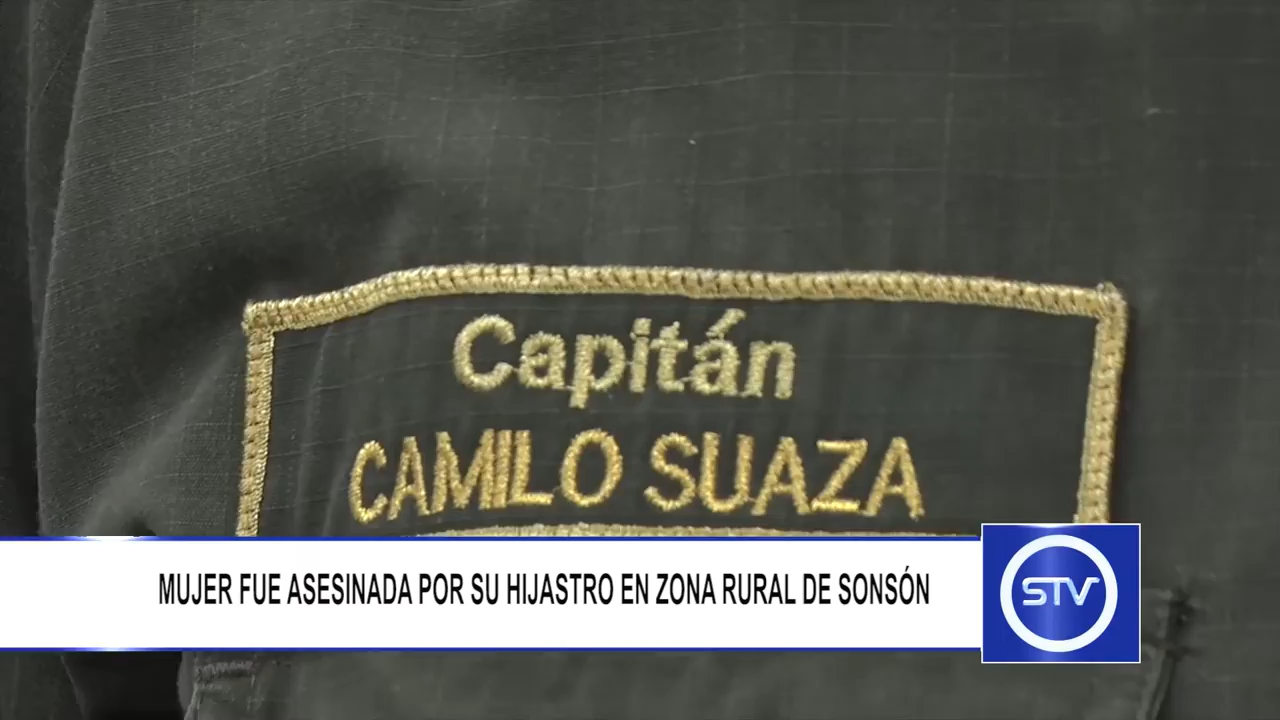 Capitán
CAMILO SUAZA
MUJER FUE ASESINADA POR SU HIJASTRO EN ZONA RURAL DE SONSÓN
STV